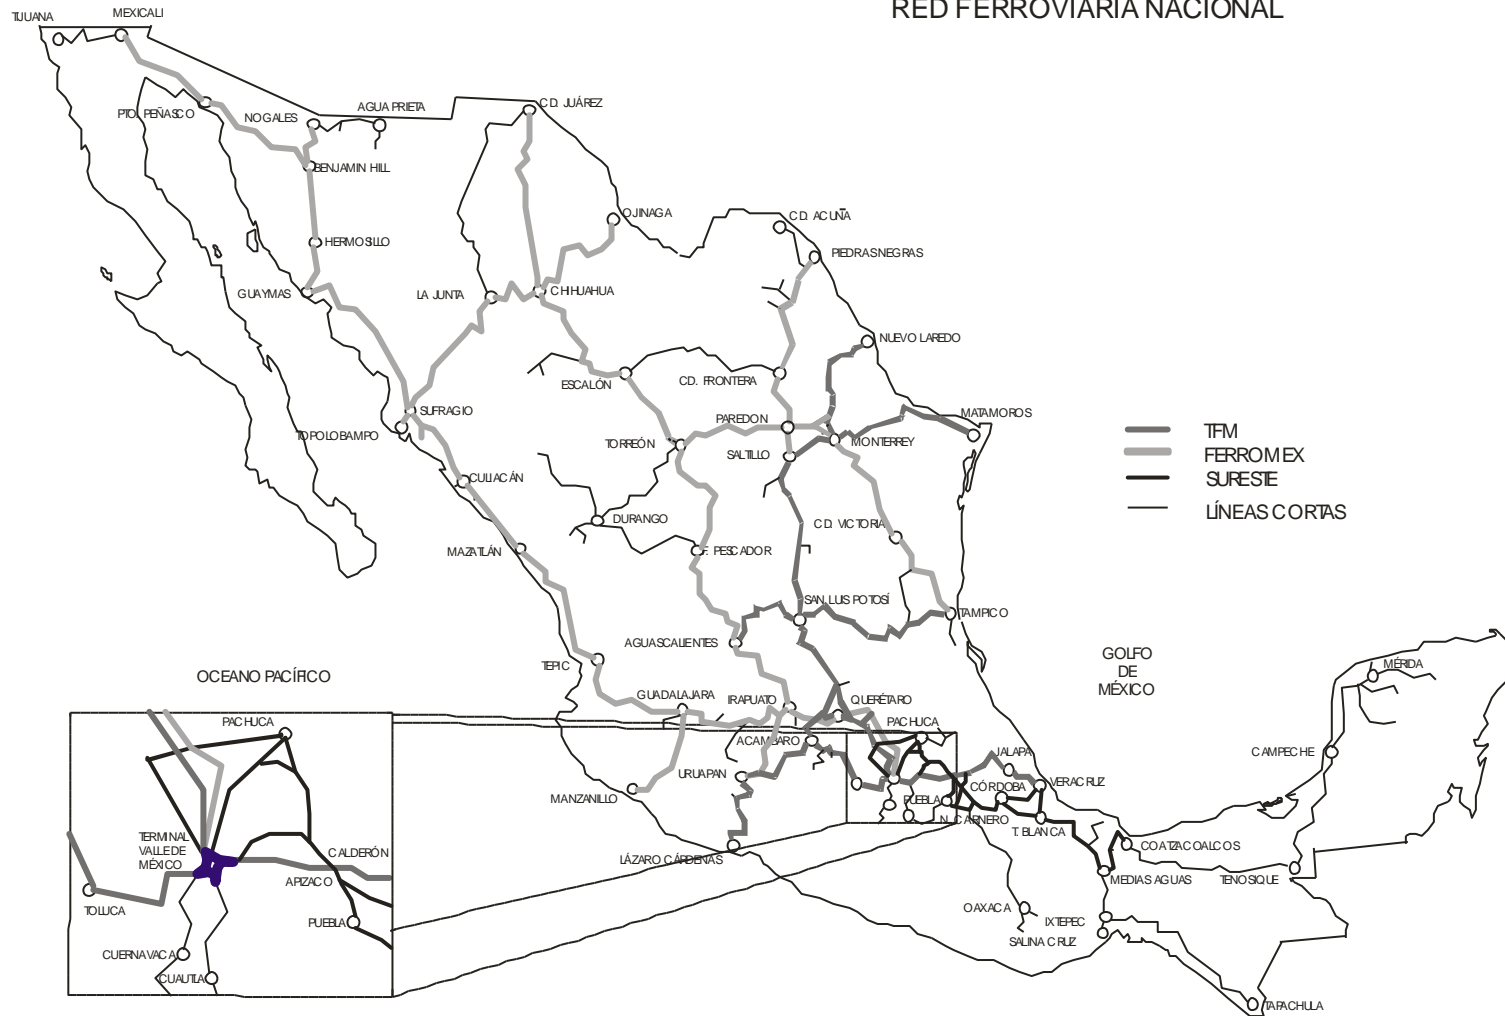 RED FERROVIARIA NACIONAL
TIJUANA
MEXICALI
PTO. PEÑASCO
NOGALES
AGUA PRIETA
CD. JUÁREZ
BENJAMIN HILL
OJINAGA
CD. ACUÑA
HERMOSILLO
PIEDRAS NEGRAS
GUAYMAS
LA JUNTA
CHIHUAHUA
NUEVO LAREDO
ESCALÓN
CD. FRONTERA
SUFRAGIO
PAREDON
MATAMOROS
TOPOLOBAMPO
TORREÓN
SALTILLO
MONTERREY
TFM
FERROMEX
SURESTE
LÍNEAS CORTAS
CULIACÁN
DURANGO
CD. VICTORIA
MAZATLÁN
F. PESCADOR
SAN LUIS POTOSÍ
TAMPICO
AGUASCALIENTES
TEPIC
OCEANO PACÍFICO
GOLFO
DE
MÉXICO
MÉRIDA
GUADALAJARA
IRAPUATO
QUERÉTARO
PACHUCA
PACHUCA
ACAMBARO
JALAPA
CAMPECHE
URUAPAN
MANZANILLO
PUEBLA
CÓRDOBA
VERACRUZ
N. CARNERO
T. BLANCA
TERMINAL
VALLE DE
MÉXICO
CALDERÓN
LÁZARO CÁRDENAS
COATZACOALCOS
APIZACO
MEDIAS AGUAS
TENOSIQUE
TOLUCA
PUEBLA
OAXACA
IXTEPEC
SALINA CRUZ
CUERNAVACA
CUAUTLA
TAPACHULA